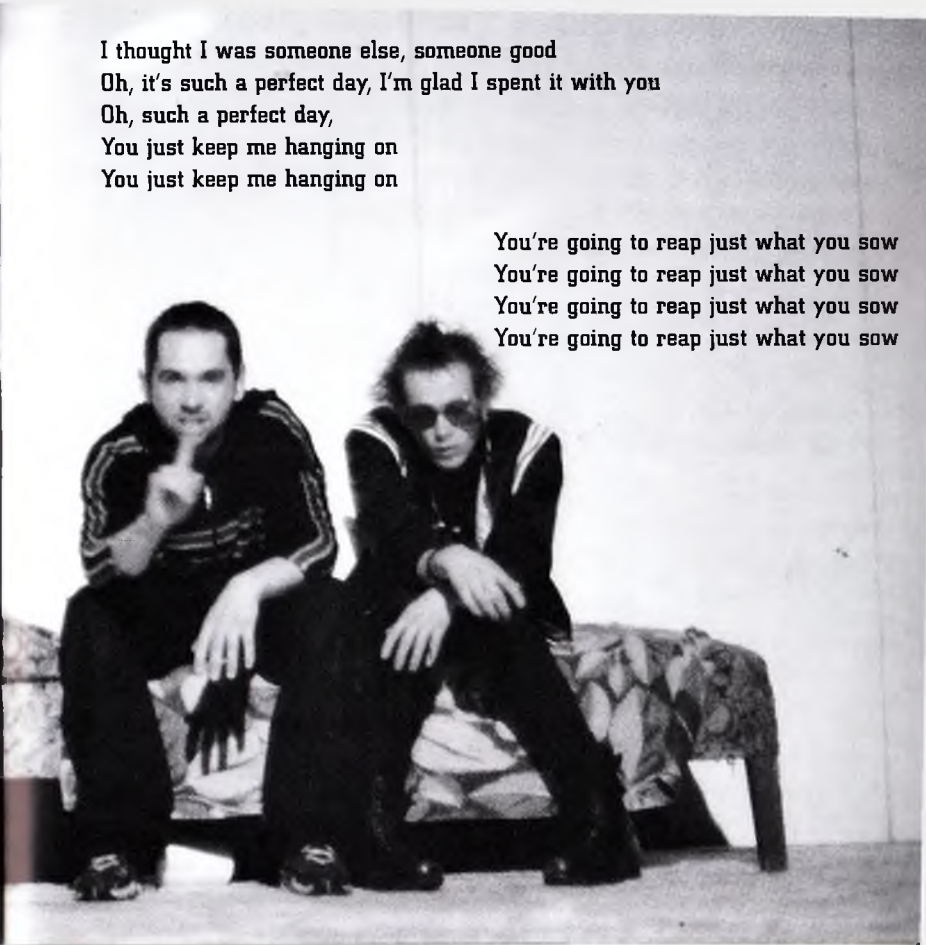 I thought I was someone else, someone good
Oh, it's such a perfect day, I'm glad I spent it with you
Oh, such a perfect day,
You just keep me hanging on
You just keep me hanging on
You're going to reap just what you sow
You're going to reap just what you sow
You're going to reap just what you sow
You're going to reap just what you sow